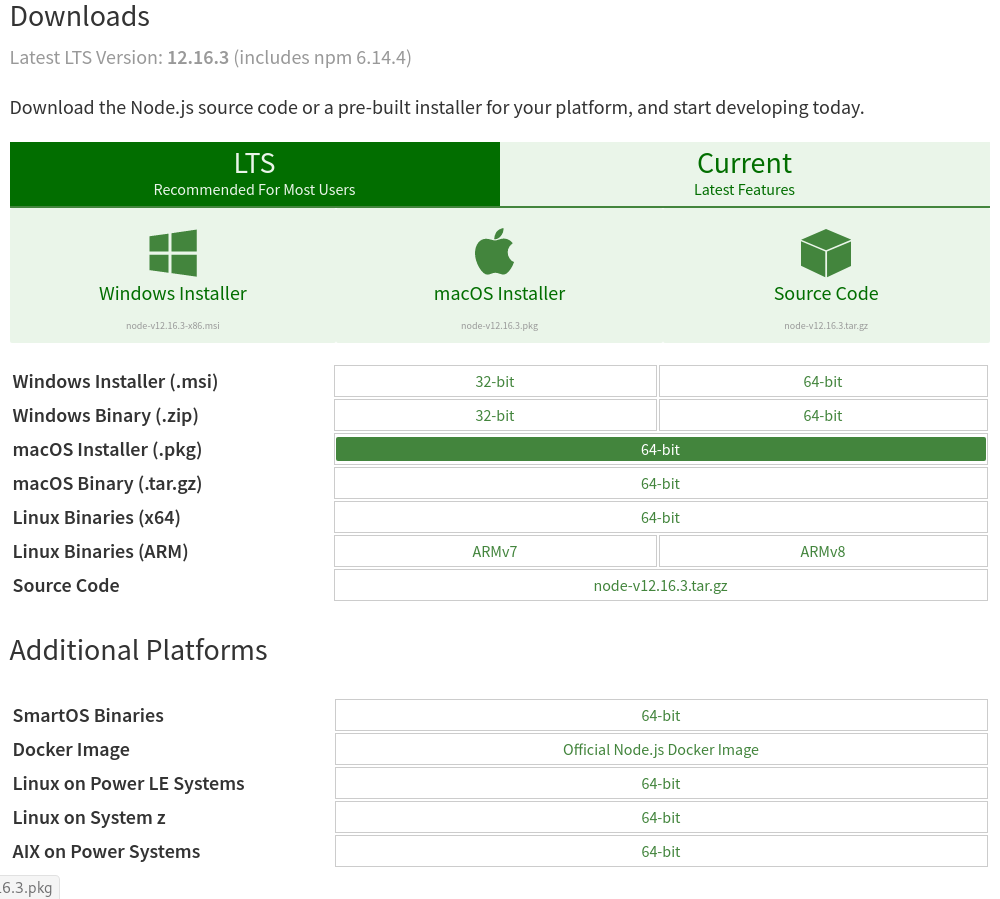 Downloads
Latest LTS Version: 12.16.3 (includes npm 6.14.4)
Download the Node.js source code or a pre-built installer for your platform, and start developing today.
LTS
Recommended For Most Users
Current
Latest Features
Windows Installer
node-v12.16.3-x86.msi
macOS Installer
node-v12.16.3.pkg
Source Code
node-v12.16.3.tar.gz
Windows Installer (.msi) 32-bit 64-bit
Windows Binary (.zip) 32-bit 64-bit
macOS Installer (.pkg) 64-bit
macOS Binary (.tar.gz) 64-bit
Linux Binaries (x64) 64-bit
Linux Binaries (ARM) ARMv7 ARMv8
Source Code node-v12.16.3.tar.gz
Additional Platforms
SmartOS Binaries 64-bit
Docker Image Official Node.js Docker Image
Linux on Power LE Systems 64-bit
Linux on System z 64-bit
AIX on Power Systems 64-bit
16.3.pkg